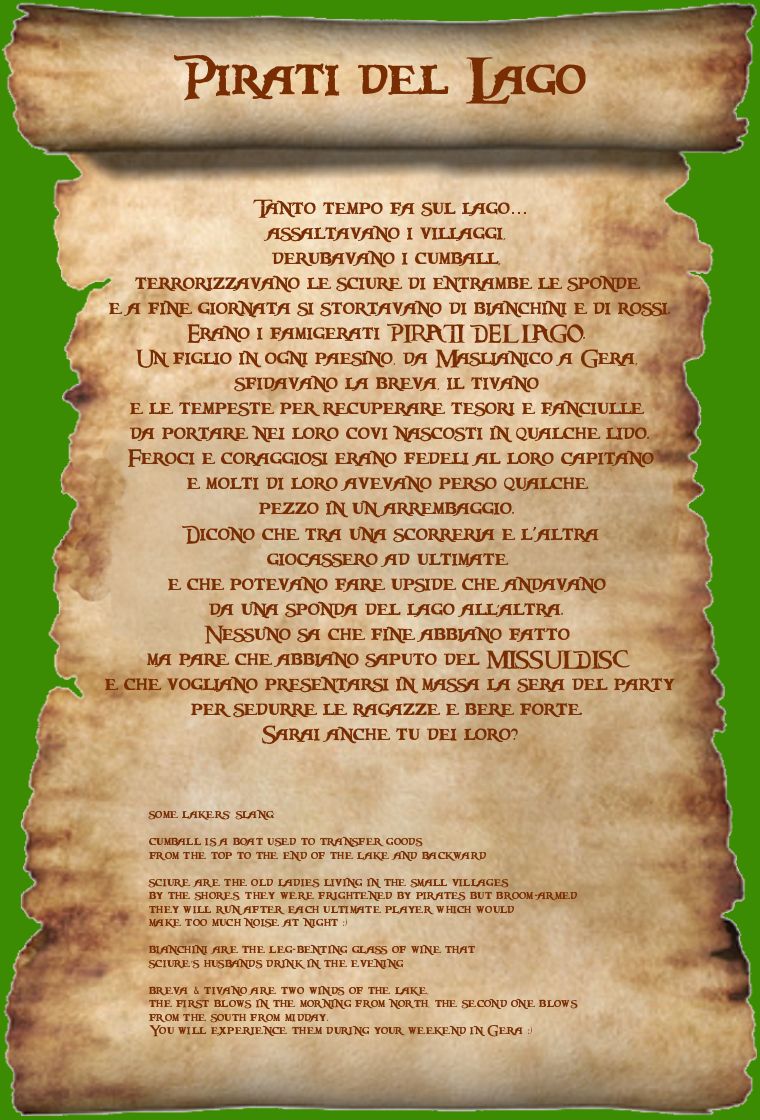 Pirati del Lago
Tanto tempo fa sul lago...
assaltavano i villaggi,
derubavano i cumball,
terrorizzavano le sciure di entrambe le sponde
e a fine giornata si stortavano di bianchini e di rossi.
Erano i famigerati PIRATI DEL LAGO.
Un figlio in ogni paesino, da Maslianico a Gera,
sfidavano la breva, il tivano
e le tempeste per recuperare tesori e fanciulle
da portare nei loro covi nascosti in qualche lido.
Feroci e coraggiosi erano fedeli al loro capitano
e molti di loro avevano perso qualche
pezzo in un arrembaggio.
Dicono che tra una scorreria e l'altra
giocassero ad ultimate
e che potevano fare upside che andavano
da una sponda del lago all'altra.
Nessuno sa che fine abbiano fatto
ma pare che abbiano saputo del MISSULDISC
e che vogliano presentarsi in massa la sera del party
per sedurre le ragazze e bere forte.
Sarai anche tu dei loro?
some lakers' slang
cumball is a boat used to transfer goods
from the top to the end of the lake and backward
sciure are the old ladies living in the small villages
by the shores. they were frightened by pirates but broom-armed
they will run after each ultimate player which would
make too much noise at night :)
bianchini are the leg-benting glass of wine that
sciure's husbands drink in the evening
breva & tivano are two winds of the lake.
the first blows in the morning from north, the second one blows
from the south from midday.
You will experience them during your weekend in Gera :)